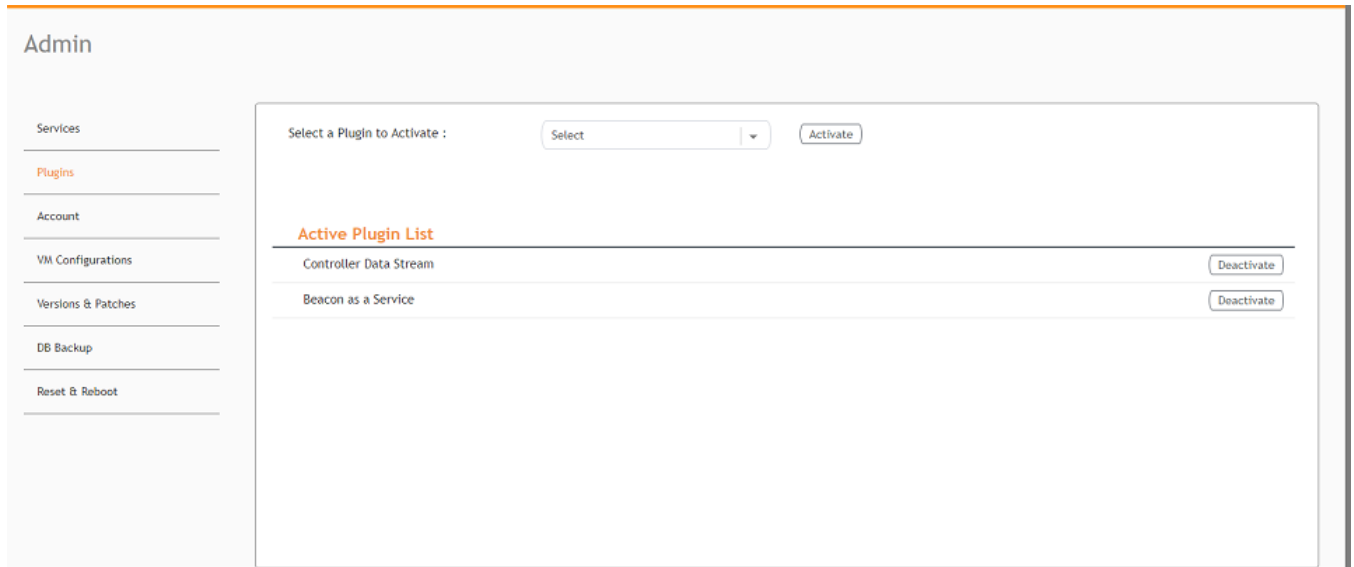 Admin
Services
Plugins
Account
VM Configurations
Versions & Patches
DB Backup
Reset & Reboot
Select a Plugin to Activate :
Select
Activate
Active Plugin List
Controller Data Stream
Deactivate
Beacon as a Service
Deactivate